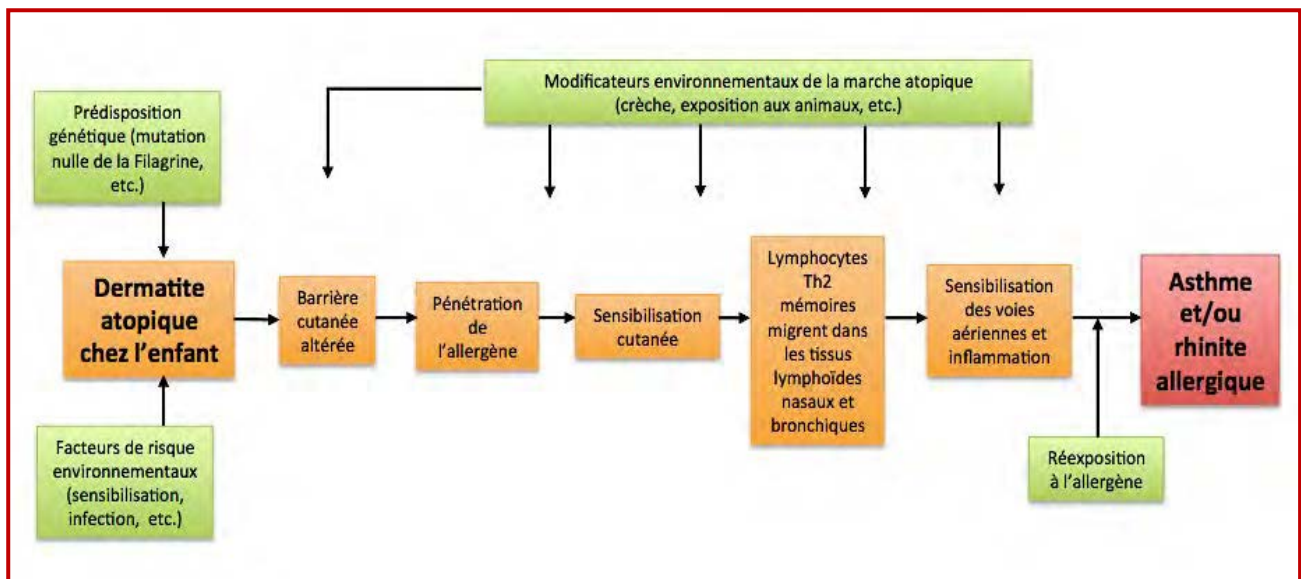 Modificateurs environnementaux de la marche atopique
(crèche, exposition aux animaux, etc.)
Prédisposition
génétique (mutation
nulle de la Filagrine,
etc.)
Dermatite
atopique
chez l'enfant
Facteurs de risque
environnementaux
(sensibilisation,
infection, etc.)
Barrière
cutanée
altérée
Pénétration
de
l'allergène
Sensibilisation
cutanée
Lymphocytes
Th2
mémoires
migrent dans
les tissus
lymphoïdes
nasaux et
bronchiques
Sensibilisation
des voies
aériennes et
inflammation
Réexposition
à l'allergène
Asthme
et/ou
rhinite
allergique